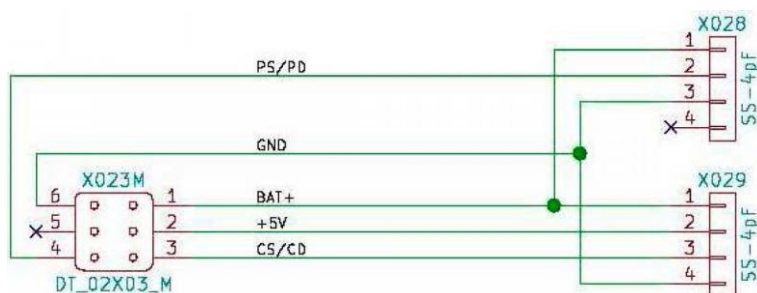 X028
1
PS/PD
2
3
4
SS-4pF
GND
X023M
X029
6
1
BAT+
1
5
2
+5V
2
4
3
CS/CD
3
4
SS-4pF
DT_02X03_M